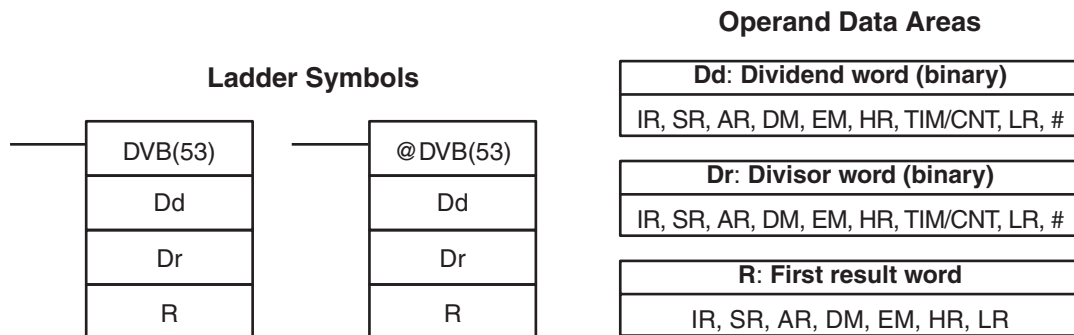 Ladder Symbols
DVB(53)
Dd
Dr
R
@DVB(53)
Dd
Dr
R
Operand Data Areas
Dd: Dividend word (binary)
IR, SR, AR, DM, EM, HR, TIM/CNT, LR, #
Dr: Divisor word (binary)
IR, SR, AR, DM, EM, HR, TIM/CNT, LR, #
R: First result word
IR, SR, AR, DM, EM, HR, LR